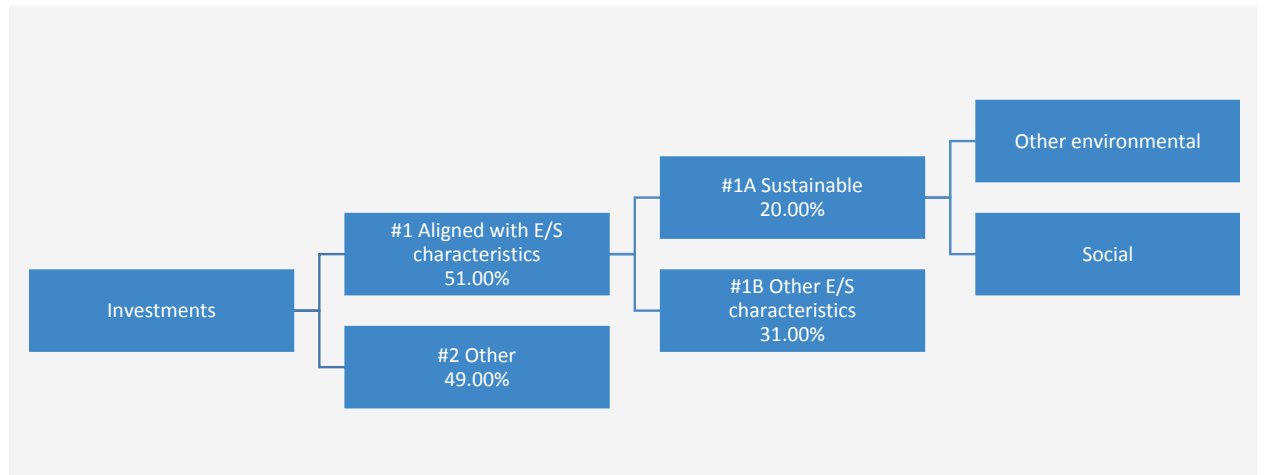 Investments
#1 Aligned with E/S
characteristics
51.00%
#2 Other
49.00%
#1A Sustainable
20.00%
#1B Other E/S
characteristics
31.00%
Other environmental
Social